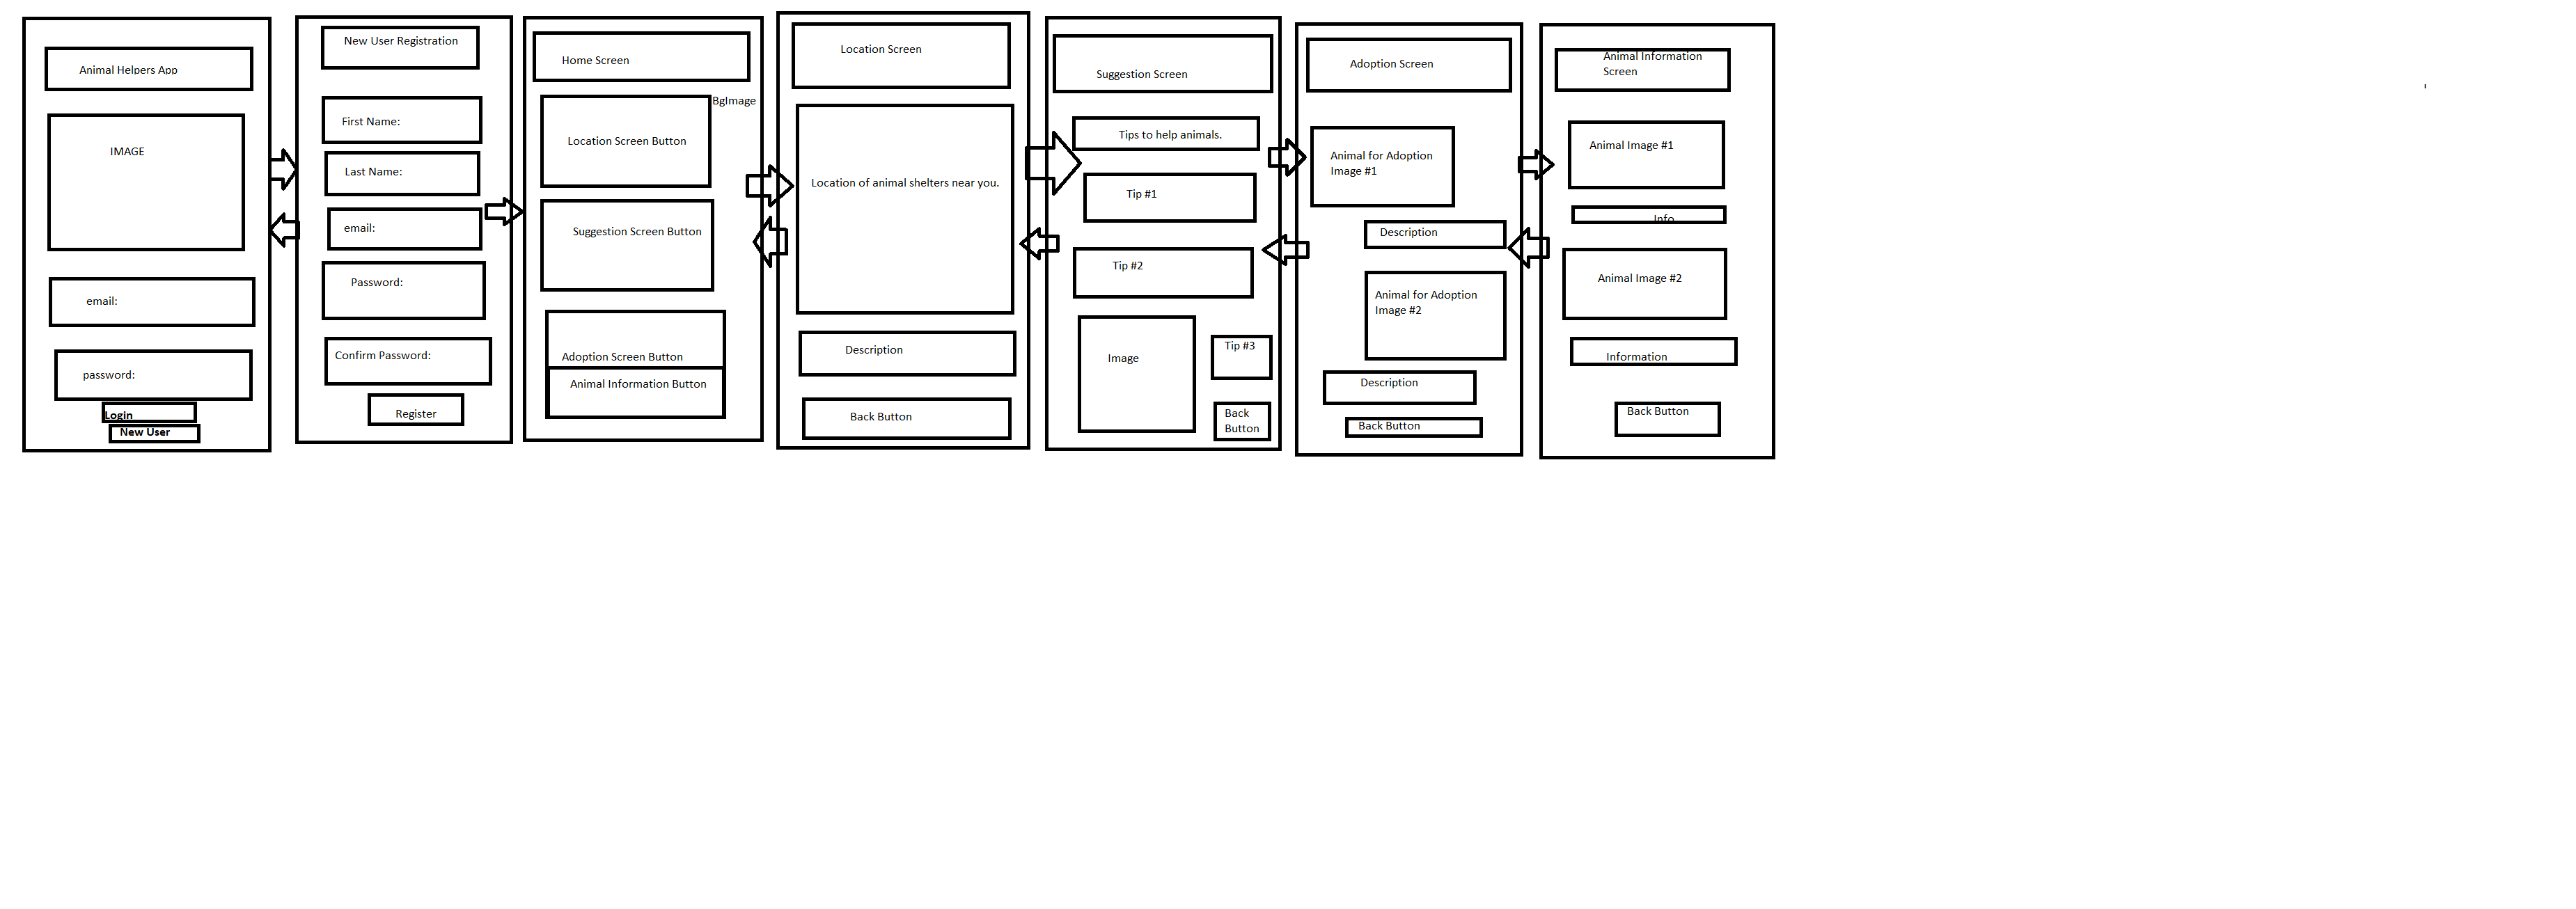 Animal Helpers App
IMAGE
email:
password:
Login
New User
New User Registration
First Name:
Last Name:
email:
Password:
Confirm Password:
Register
Home Screen
BgImage
Location Screen Button
Suggestion Screen Button
Adoption Screen Button
Animal Information Button
Location Screen
Location of animal shelters near you.
Description
Back Button
Suggestion Screen
Tips to help animals.
Tip #1
Tip #2
Image
Tip #3
Back
Button
Adoption Screen
Animal for Adoption
Image #1
Description
Animal for Adoption
Image #2
Description
Back Button
Animal Information
Screen
Animal Image #1
Info
Animal Image #2
Information
Back Button